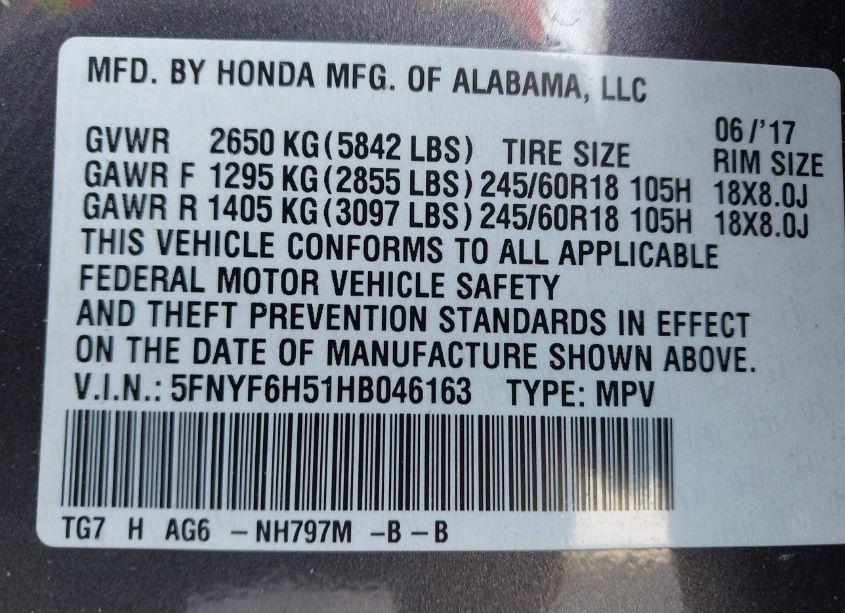 MFD. BY HONDA MFG. OF ALABAMA, LLC
06/'17
GVWR 2650 KG(5842 LBS) TIRE SIZE RIM SIZE
GAWR F 1295 KG(2855 LBS) 245/60R18 105H 18X8.0J
GAWR R 1405 KG(3097 LBS) 245/60R18 105H 18X8.0J
THIS VEHICLE CONFORMS TO ALL APPLICABLE
FEDERAL MOTOR VEHICLE SAFETY
AND THEFT PREVENTION STANDARDS IN EFFECT
ON THE DATE OF MANUFACTURE SHOWN ABOVE.
V.I.N.: 5FNYF6H51HB046163 TYPE: MPV
TG7 H AG6 -NH797M -B-B